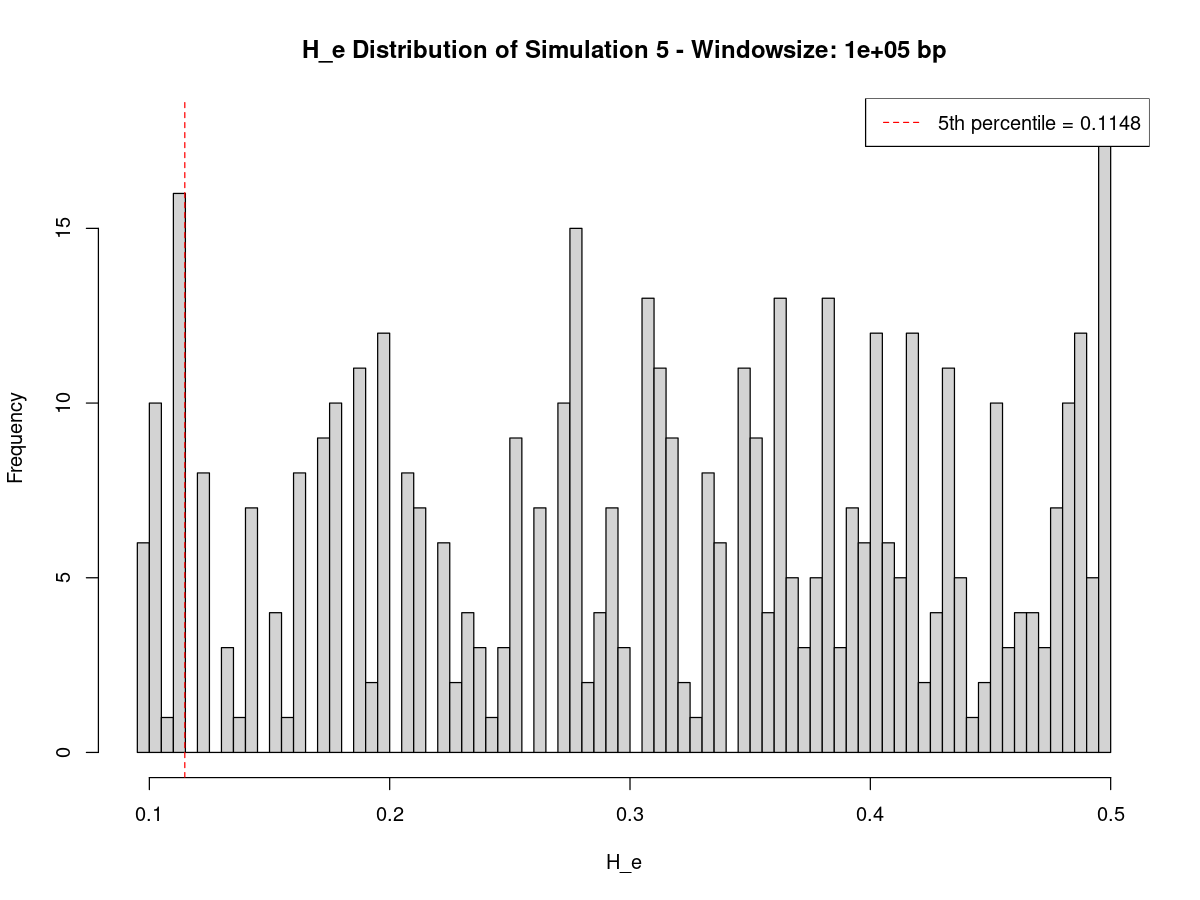 H_e Distribution of Simulation 5 - Windowsize: 1e+05 bp
5th percentile = 0.1148
Frequency
15
10
5
0
0.1 0.2 0.3 0.4 0.5
H_e